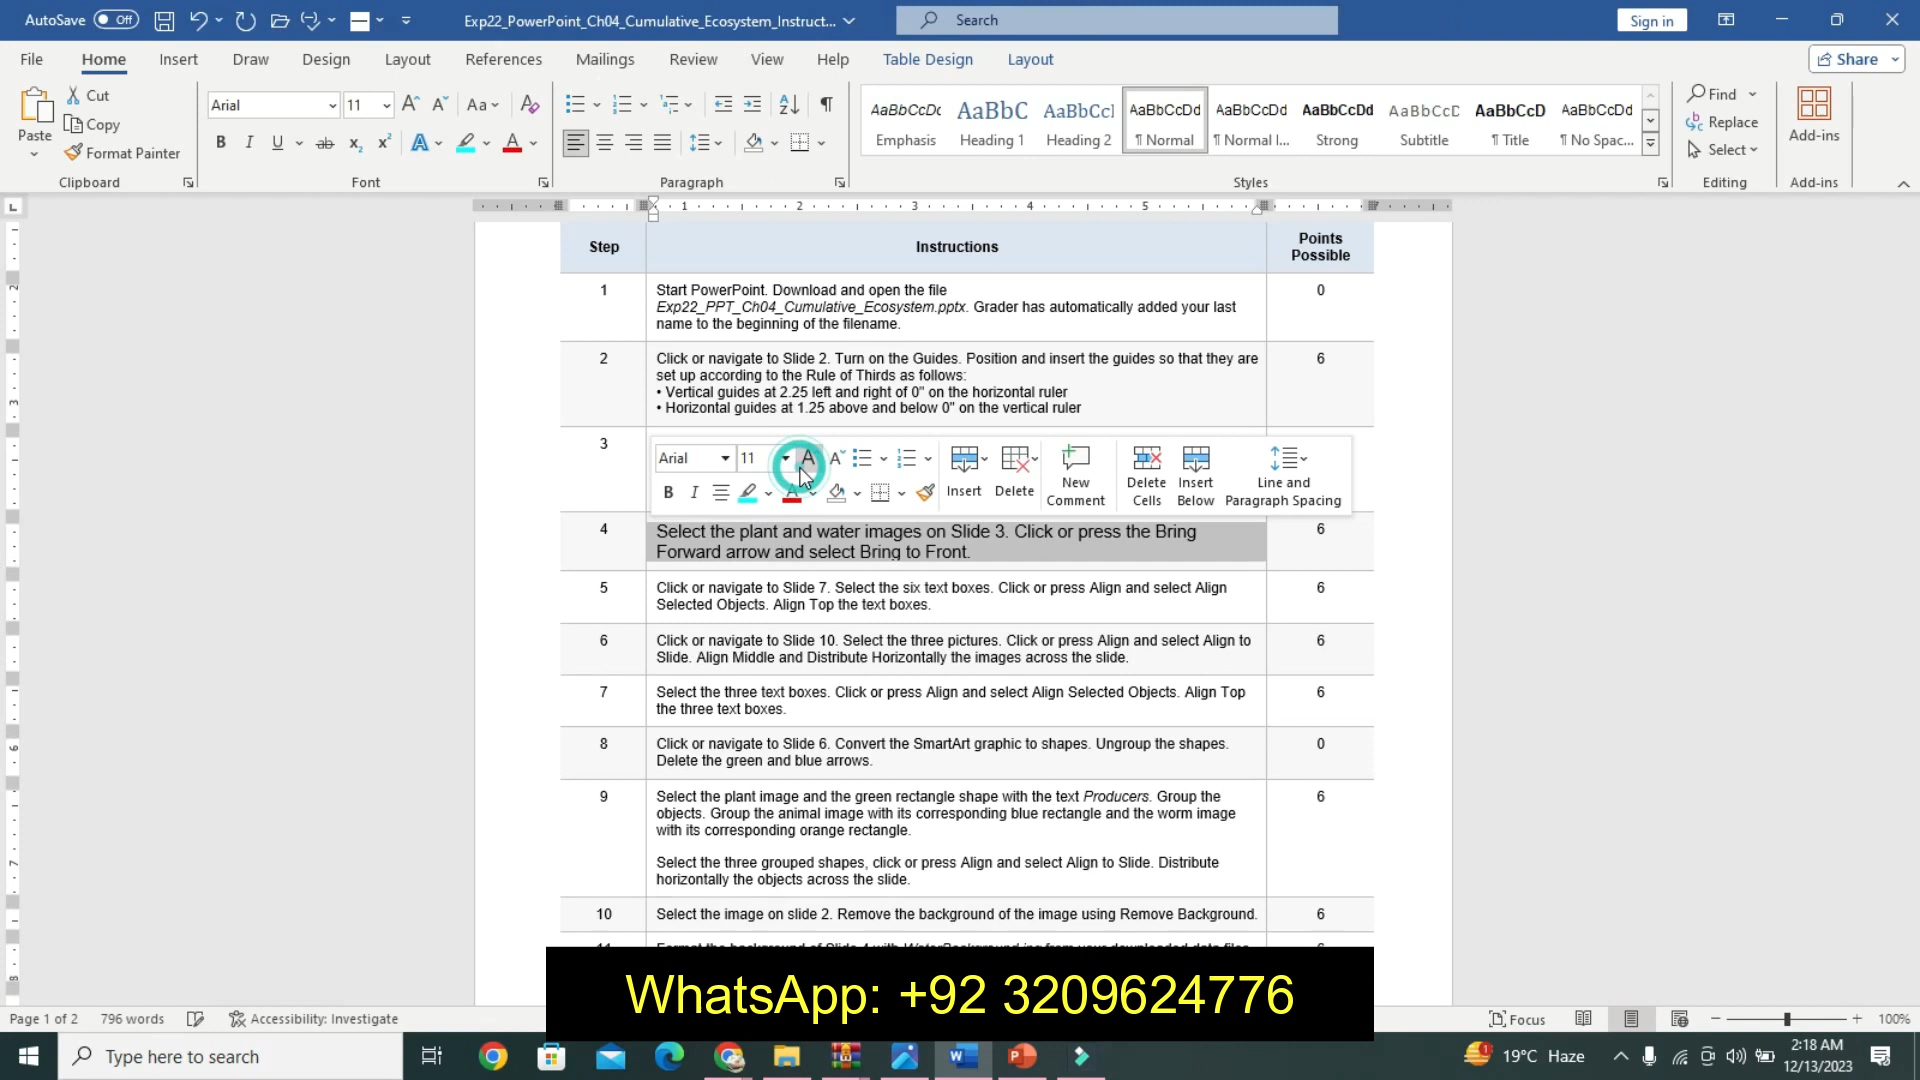 AutoSave Off Exp22_PowerPoint_Ch04_Cumulative_Ecosystem_Instruct... Search Sign in
File Home Insert Draw Design Layout References Mailings Review View Help Table Design Layout Share
Paste Cut Copy Format Painter Clipboard
Arial 11 Font
Paragraph
AaBbCcDc Emphasis
AaBbC Heading 1
AaBbCcl Heading 2
AaBbCcDd ¶ Normal
AaBbCcDd ¶ Normal I...
AaBbCcDd Strong
AaBbCcD Subtitle
AaBbCcD ¶ Title
AaBbCcDd ¶ No Spac...
Styles
Find Replace Select Editing
Add-ins
Add-ins
1 2 3 4 5
Step Instructions Points Possible
1 Start PowerPoint. Download and open the file 0
Exp22_PPT_Ch04_Cumulative_Ecosystem.pptx. Grader has automatically added your last
name to the beginning of the filename.
2 Click or navigate to Slide 2. Turn on the Guides. Position and insert the guides so that they are 6
set up according to the Rule of Thirds as follows:
• Vertical guides at 2.25 left and right of 0" on the horizontal ruler
• Horizontal guides at 1.25 above and below 0" on the vertical ruler
3
Arial 11 Insert Delete New Comment Delete Cells Insert Below Line and Paragraph Spacing
4 Select the plant and water images on Slide 3. Click or press the Bring 6
Forward arrow and select Bring to Front.
5 Click or navigate to Slide 7. Select the six text boxes. Click or press Align and select Align 6
Selected Objects. Align Top the text boxes.
6 Click or navigate to Slide 10. Select the three pictures. Click or press Align and select Align to 6
Slide. Align Middle and Distribute Horizontally the images across the slide.
7 Select the three text boxes. Click or press Align and select Align Selected Objects. Align Top 6
the three text boxes.
8 Click or navigate to Slide 6. Convert the SmartArt graphic to shapes. Ungroup the shapes. 0
Delete the green and blue arrows.
9 Select the plant image and the green rectangle shape with the text Producers. Group the 6
objects. Group the animal image with its corresponding blue rectangle and the worm image
with its corresponding orange rectangle.
Select the three grouped shapes, click or press Align and select Align to Slide. Distribute
horizontally the objects across the slide.
10 Select the image on slide 2. Remove the background of the image using Remove Background. 6
WhatsApp: +92 3209624776
Page 1 of 2 796 words Accessibility: Investigate Focus 100%
Type here to search 19°C Haze 2:18 AM
12/13/2023